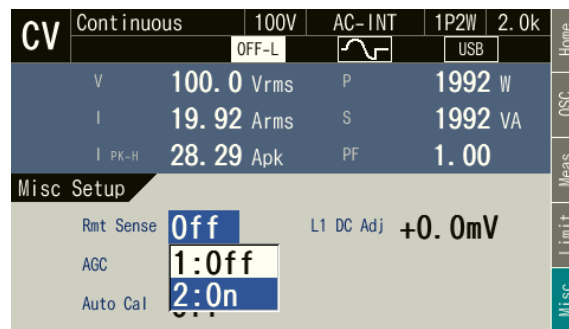 CV Continuous 100V AC-INT 1P2W 2.0k
OFF-L USB
V 100.0 Vrms P 1992 W
I 19.92 Arms S 1992 VA
I PK-H 28.29 Apk PF 1.00
Misc Setup
Rmt Sense Off L1 DC Adj +0.0mV
AGC 1:Off
Auto Cal 2:On
Home
OSC
Meas
Limit
Misc